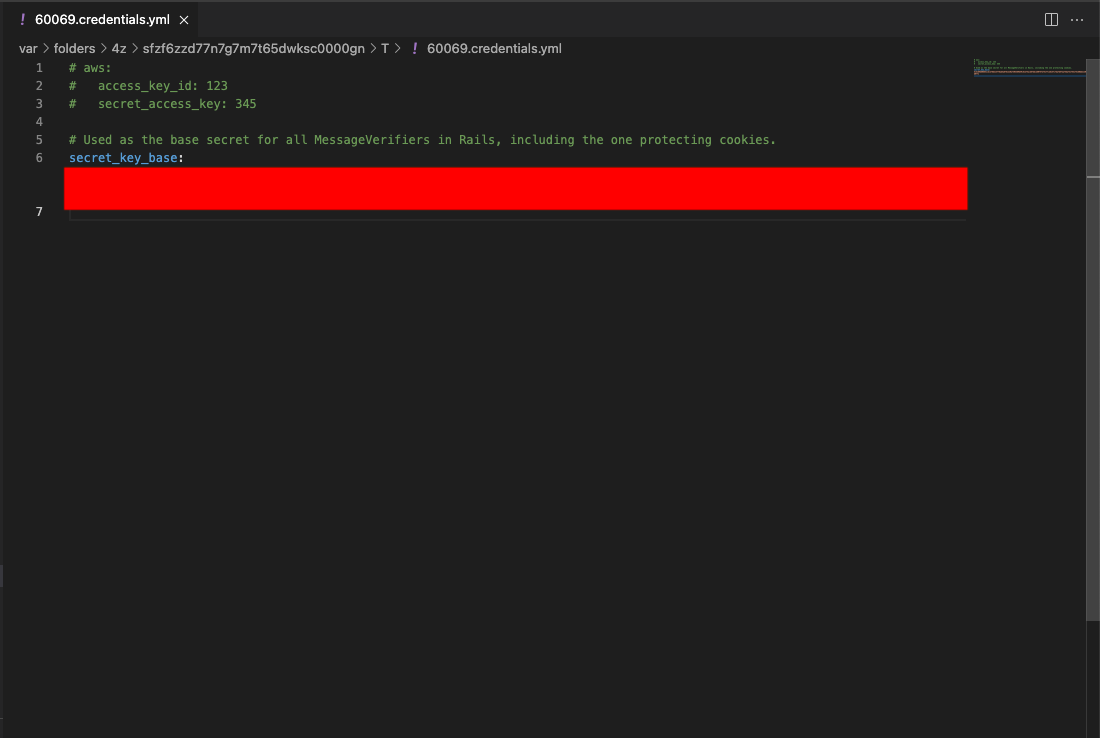 ! 60069.credentials.yml ×
var > folders > 4z > sfzf6zzd77n7g7m7t65dwksc0000gn > T > ! 60069.credentials.yml
1 # aws:
2 #   access_key_id: 123
3 #   secret_access_key: 345
4
5 # Used as the base secret for all MessageVerifiers in Rails, including the one protecting cookies.
6 secret_key_base:
7